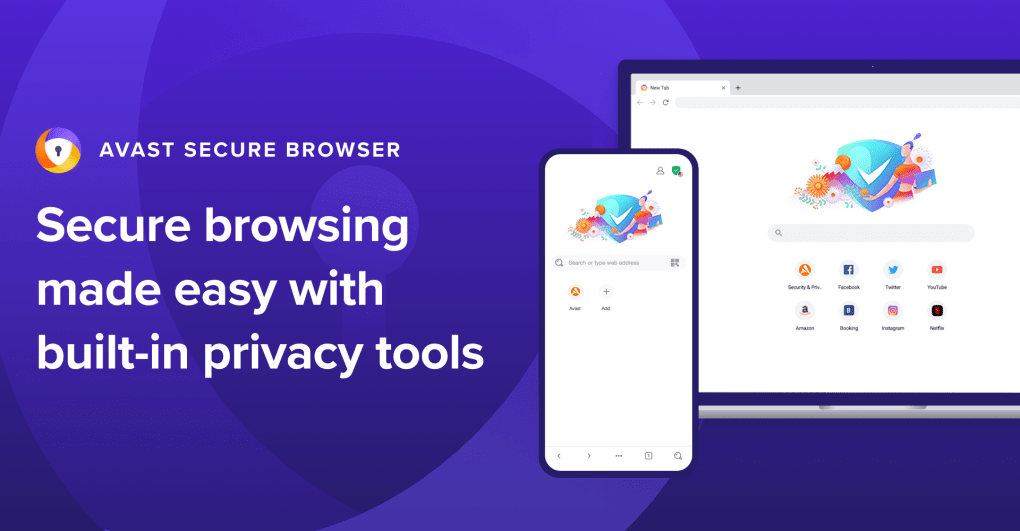 AVAST SECURE BROWSER
Secure browsing
made easy with
built-in privacy tools
New Tab
Search or type web address
Avast
Add
Security & Priv..
Facebook
Twitter
YouTube
Amazon
Booking
Instagram
Netflix